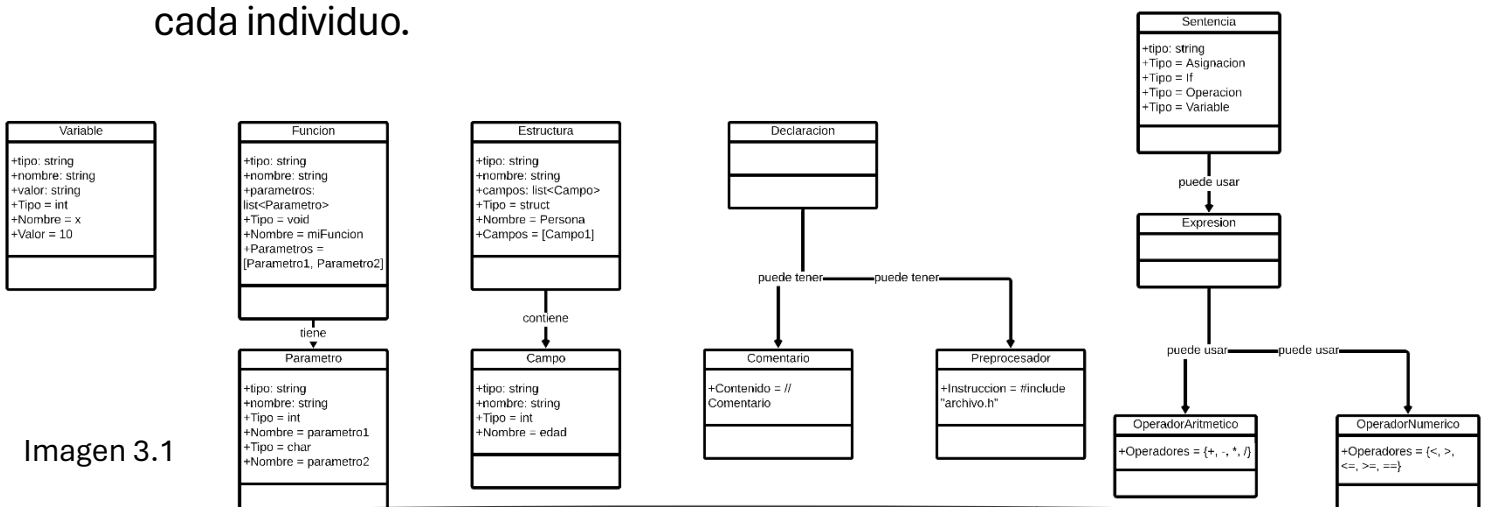 cada individuo.
Sentencia
+tipo: string
+Tipo = Asignacion
+Tipo = If
+Tipo = Operacion
+Tipo = Variable
Variable
+tipo: string
+nombre: string
+valor: string
+Tipo = int
+Nombre = x
+Valor = 10
Funcion
+tipo: string
+nombre: string
+parametros:
list<Parametro>
+Tipo = void
+Nombre = miFuncion
+Parametros =
[Parametro1, Parametro2]
Estructura
+tipo: string
+nombre: string
+campos: list<Campo>
+Tipo = struct
+Nombre = Persona
+Campos = [Campo1]
Declaracion
puede usar
Expresion
puede tener
puede tener
tiene
contiene
puede usar
puede usar
Parametro
+tipo: string
+nombre: string
+Tipo = int
+Nombre = parametro1
+Tipo = char
+Nombre = parametro2
Campo
+tipo: string
+nombre: string
+Tipo = int
+Nombre = edad
Comentario
+Contenido = //
Comentario
Preprocesador
+Instruccion = #include
"archivo.h"
OperadorAritmetico
+Operadores = {+, -, *, /}
OperadorNumerico
+Operadores = {<, >,
<=, >=, ==}
Imagen 3.1